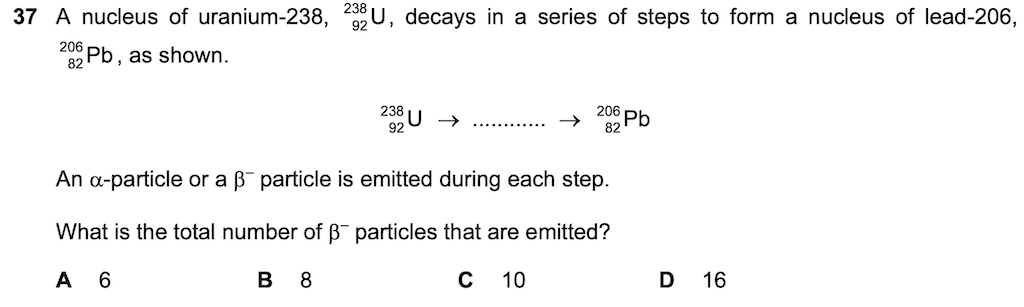 37 A nucleus of uranium-238, ²³⁸₉₂U, decays in a series of steps to form a nucleus of lead-206,
²⁰⁶₈₂Pb, as shown.
²³⁸₉₂U → ............ → ²⁰⁶₈₂Pb
An α-particle or a β⁻ particle is emitted during each step.
What is the total number of β⁻ particles that are emitted?
A 6 B 8 C 10 D 16